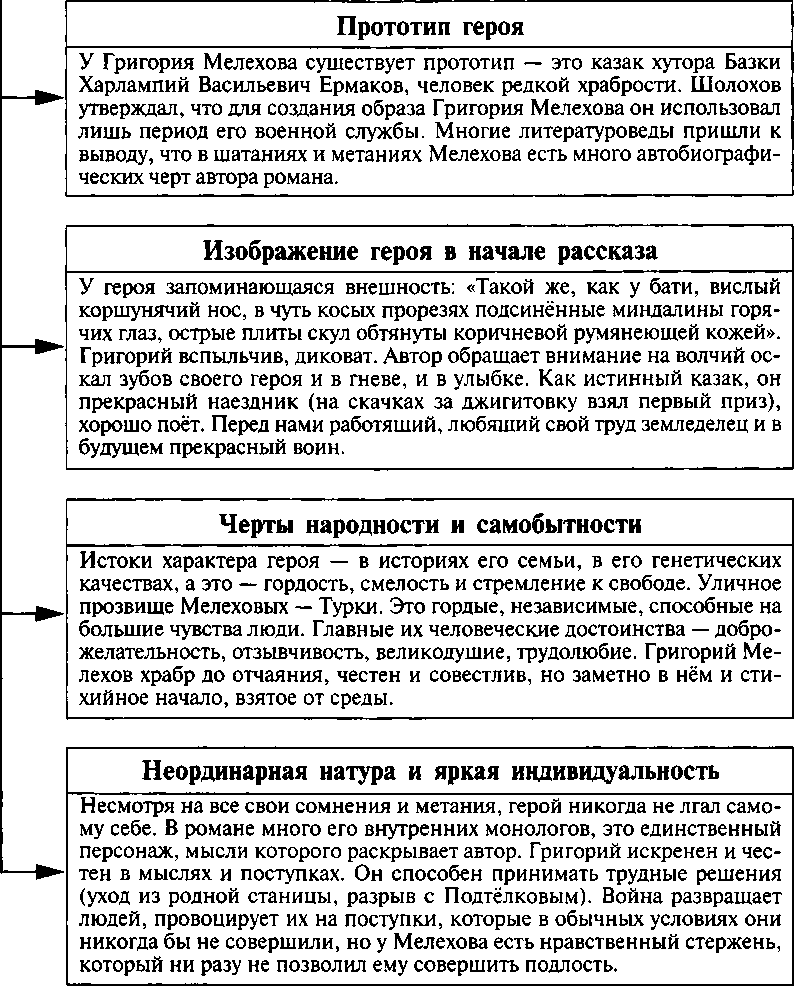 Прототип героя
У Григория Мелехова существует прототип — это казак хутора Базки
Харлампий Васильевич Ермаков, человек редкой храбрости. Шолохов
утверждал, что для создания образа Григория Мелехова он использовал
лишь период его военной службы. Многие литературоведы пришли к
выводу, что в шатаниях и метаниях Мелехова есть много автобиографи-
ческих черт автора романа.
Изображение героя в начале рассказа
У героя запоминающаяся внешность: «Такой же, как у бати, вислый
коршунячий нос, в чуть косых прорезях подсинённые миндалины горя-
чих глаз, острые плиты скул обтянуты коричневой румянеющей кожей».
Григорий вспыльчив, диковат. Автор обращает внимание на волчий ос-
кал зубов своего героя и в гневе, и в улыбке. Как истинный казак, он
прекрасный наездник (на скачках за джигитовку взял первый приз),
хорошо поёт. Перед нами работящий, любящий свой труд земледелец и в
будущем прекрасный воин.
Черты народности и самобытности
Истоки характера героя — в историях его семьи, в его генетических
качествах, а это — гордость, смелость и стремление к свободе. Уличное
прозвище Мелеховых — Турки. Это гордые, независимые, способные на
большие чувства люди. Главные их человеческие достоинства — добро-
желательность, отзывчивость, великодушие, трудолюбие. Григорий Ме-
лехов храбр до отчаяния, честен и совестлив, но заметно в нём и сти-
хийное начало, взятое от среды.
Неординарная натура и яркая индивидуальность
Несмотря на все свои сомнения и метания, герой никогда не лгал само-
му себе. В романе много его внутренних монологов, это единственный
персонаж, мысли которого раскрывает автор. Григорий искренен и чес-
тен в мыслях и поступках. Он способен принимать трудные решения
(уход из родной станицы, разрыв с Подтёлковым). Война развращает
людей, провоцирует их на поступки, которые в обычных условиях они
никогда бы не совершили, но у Мелехова есть нравственный стержень,
который ни разу не позволил ему совершить подлость.